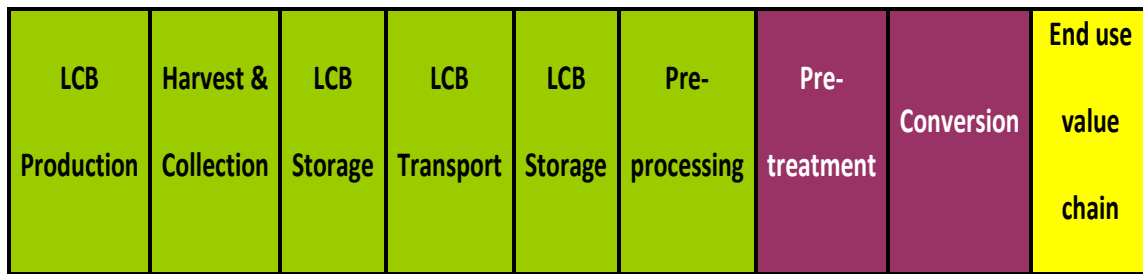 LCB
Production
Harvest &
Collection
LCB
Storage
LCB
Transport
LCB
Storage
Pre-
processing
Pre-
treatment
Conversion
End use
value
chain